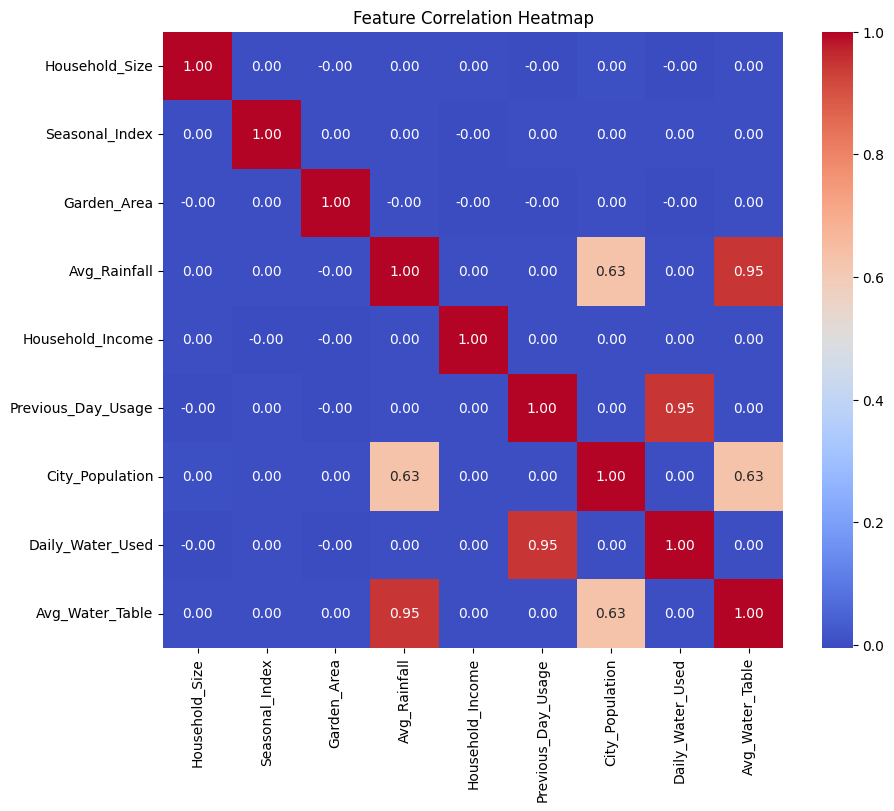 Feature Correlation Heatmap
Household_Size 1.00 0.00 -0.00 0.00 0.00 -0.00 0.00 -0.00 0.00
Seasonal_Index 0.00 1.00 0.00 0.00 -0.00 0.00 0.00 0.00 0.00
Garden_Area -0.00 0.00 1.00 -0.00 -0.00 -0.00 0.00 -0.00 0.00
Avg_Rainfall 0.00 0.00 -0.00 1.00 0.00 0.00 0.63 0.00 0.95
Household_Income 0.00 -0.00 -0.00 0.00 1.00 0.00 0.00 0.00 0.00
Previous_Day_Usage -0.00 0.00 -0.00 0.00 0.00 1.00 0.00 0.95 0.00
City_Population 0.00 0.00 0.00 0.63 0.00 0.00 1.00 0.00 0.63
Daily_Water_Used -0.00 0.00 -0.00 0.00 0.00 0.95 0.00 1.00 0.00
Avg_Water_Table 0.00 0.00 0.00 0.95 0.00 0.00 0.63 0.00 1.00
Household_Size
Seasonal_Index
Garden_Area
Avg_Rainfall
Household_Income
Previous_Day_Usage
City_Population
Daily_Water_Used
Avg_Water_Table
1.0
0.8
0.6
0.4
0.2
0.0